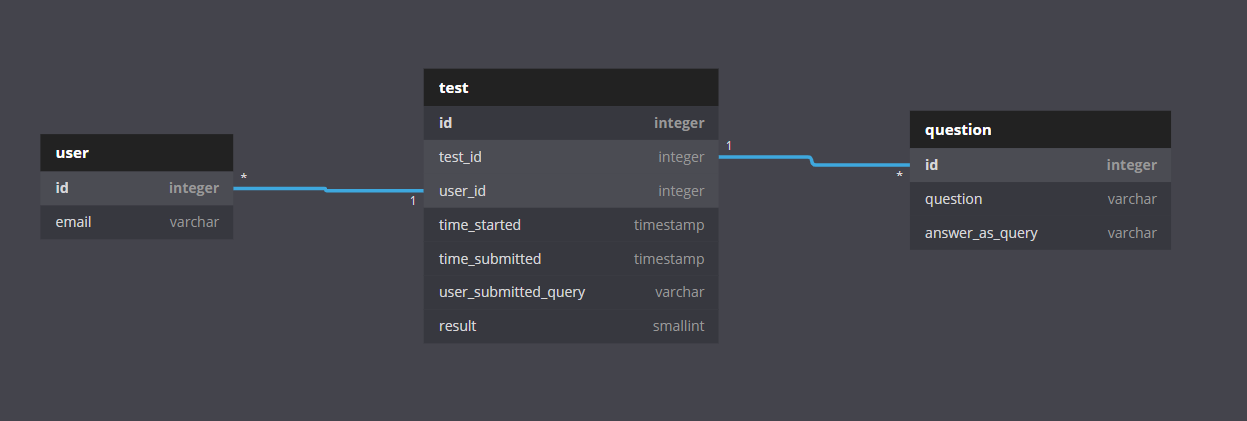 user
id integer
email varchar
*
1
test
id integer
test_id integer
user_id integer
time_started timestamp
time_submitted timestamp
user_submitted_query varchar
result smallint
1
*
question
id integer
question varchar
answer_as_query varchar